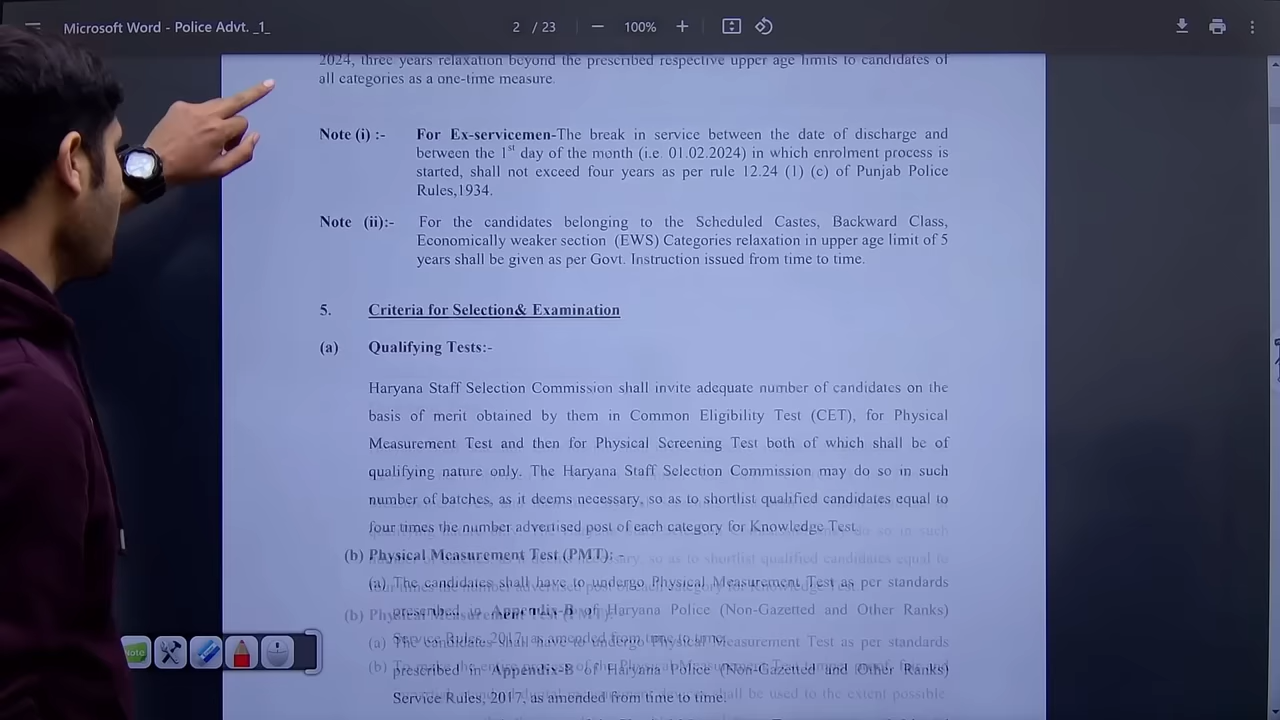 Microsoft Word - Police Advt. _1_
2 / 23
100%
2024, three years relaxation beyond the prescribed respective upper age limits to candidates of
all categories as a one-time measure.
Note (i) :- For Ex-servicemen-The break in service between the date of discharge and
between the 1st day of the month (i.e. 01.02.2024) in which enrolment process is
started, shall not exceed four years as per rule 12.24 (1) (c) of Punjab Police
Rules,1934.
Note (ii):- For the candidates belonging to the Scheduled Castes, Backward Class,
Economically weaker section (EWS) Categories relaxation in upper age limit of 5
years shall be given as per Govt. Instruction issued from time to time.
5. Criteria for Selection& Examination
(a) Qualifying Tests:-
Haryana Staff Selection Commission shall invite adequate number of candidates on the
basis of merit obtained by them in Common Eligibility Test (CET), for Physical
Measurement Test and then for Physical Screening Test both of which shall be of
qualifying nature only. The Haryana Staff Selection Commission may do so in such
number of batches, as it deems necessary, so as to shortlist qualified candidates equal to
four times the number advertised post of each category for Knowledge Test.
(b) Physical Measurement Test (PMT): -
(a) The candidates shall have to undergo Physical Measurement Test as per standards
prescribed in Appendix-B of Haryana Police (Non-Gazetted and Other Ranks)
Service Rules, 2017, as amended from time to time.
Note